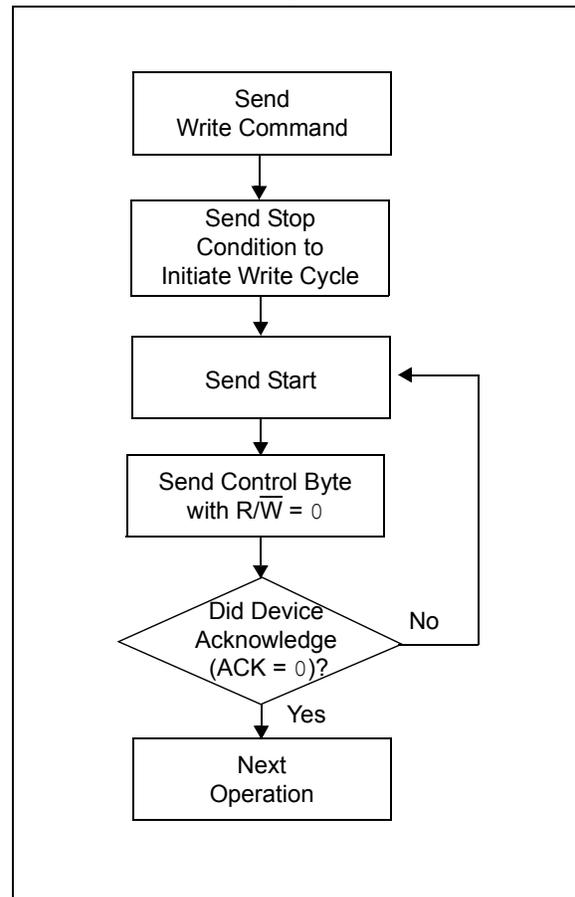 Send
Write Command
Send Stop
Condition to
Initiate Write Cycle
Send Start
Send Control Byte
with R/W̅ = 0
Did Device
Acknowledge
(ACK = 0)?
No
Yes
Next
Operation